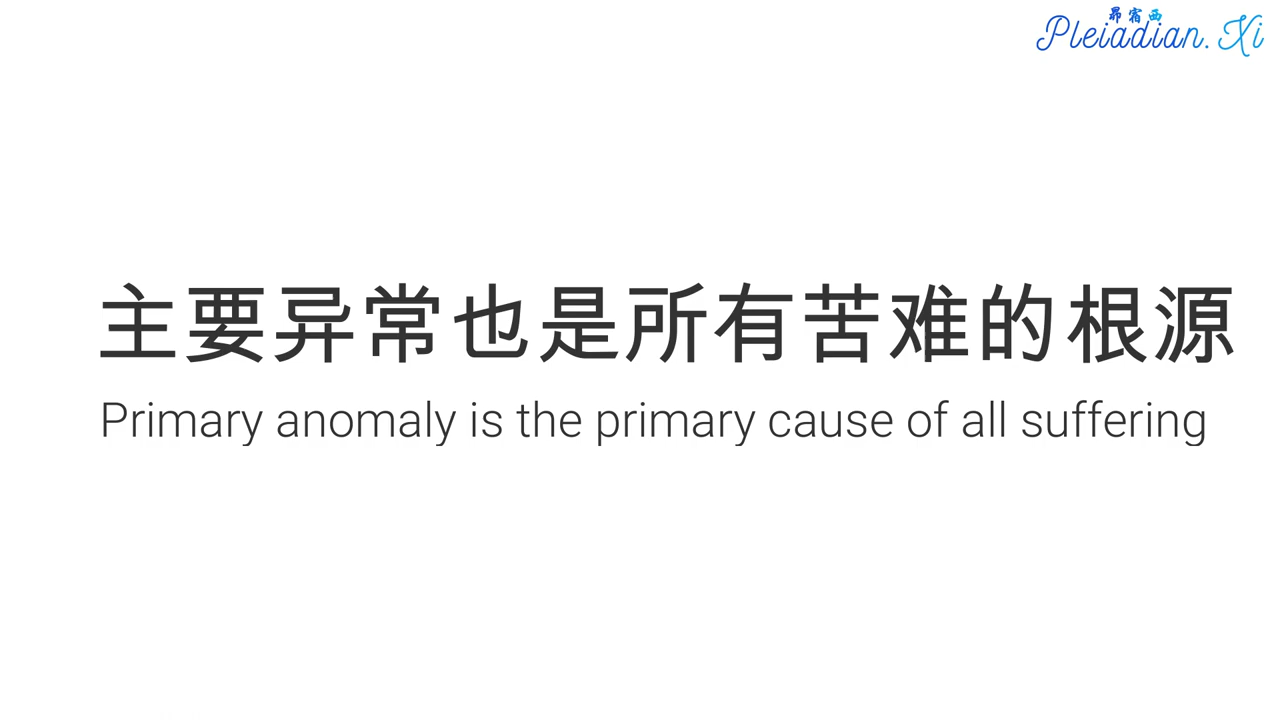 昴宿西
Pleiadian. Xi
主要异常也是所有苦难的根源
Primary anomaly is the primary cause of all suffering